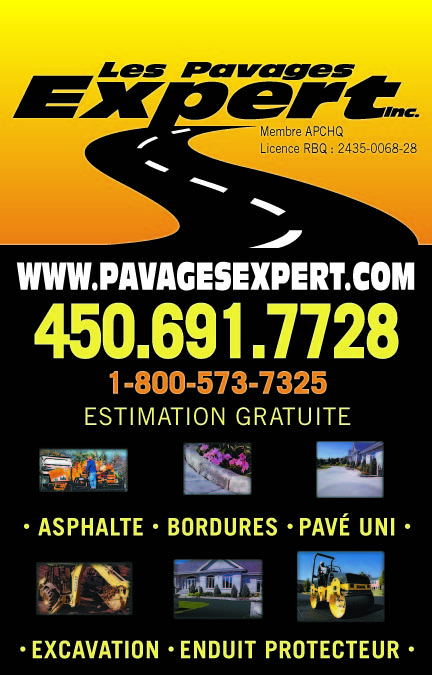 Les Pavages
Expert Inc.
Membre APCHQ
Licence RBQ : 2435-0068-28
WWW.PAVAGESEXPERT.COM
450.691.7728
1-800-573-7325
ESTIMATION GRATUITE
• ASPHALTE • BORDURES • PAVÉ UNI •
• EXCAVATION • ENDUIT PROTECTEUR •